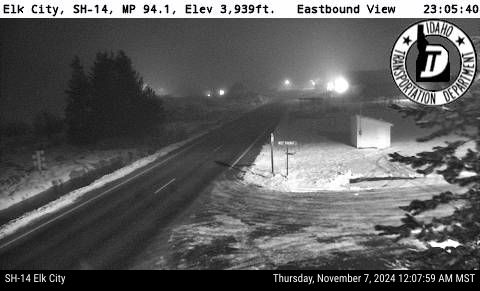 Elk City, SH-14, MP 94.1, Elev 3,939ft. Eastbound View 23:05:40
IDAHO
TRANSPORTATION DEPARTMENT
SH-14 Elk City Thursday, November 7, 2024 12:07:59 AM MST